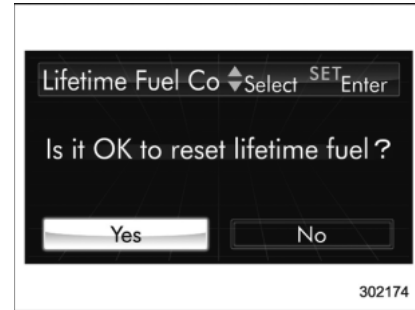 Lifetime Fuel Co Select SET Enter
Is it OK to reset lifetime fuel ?
Yes No
302174